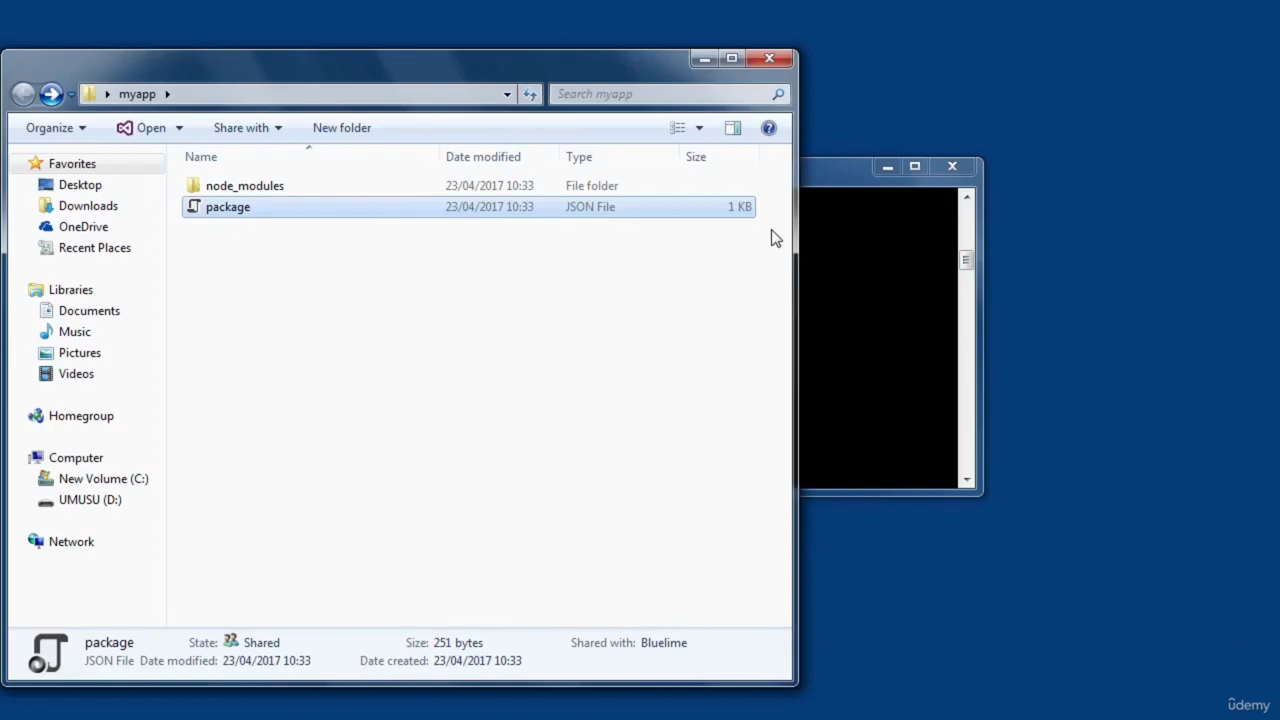 myapp
Search myapp
Organize Open Share with New folder
Name Date modified Type Size
Favorites
Desktop
Downloads
OneDrive
Recent Places
Libraries
Documents
Music
Pictures
Videos
Homegroup
Computer
New Volume (C:)
UMUSU (D:)
Network
node_modules 23/04/2017 10:33 File folder
package 23/04/2017 10:33 JSON File 1 KB
package State: Shared Size: 251 bytes Shared with: Bluelime
JSON File Date modified: 23/04/2017 10:33 Date created: 23/04/2017 10:33
ûdemy